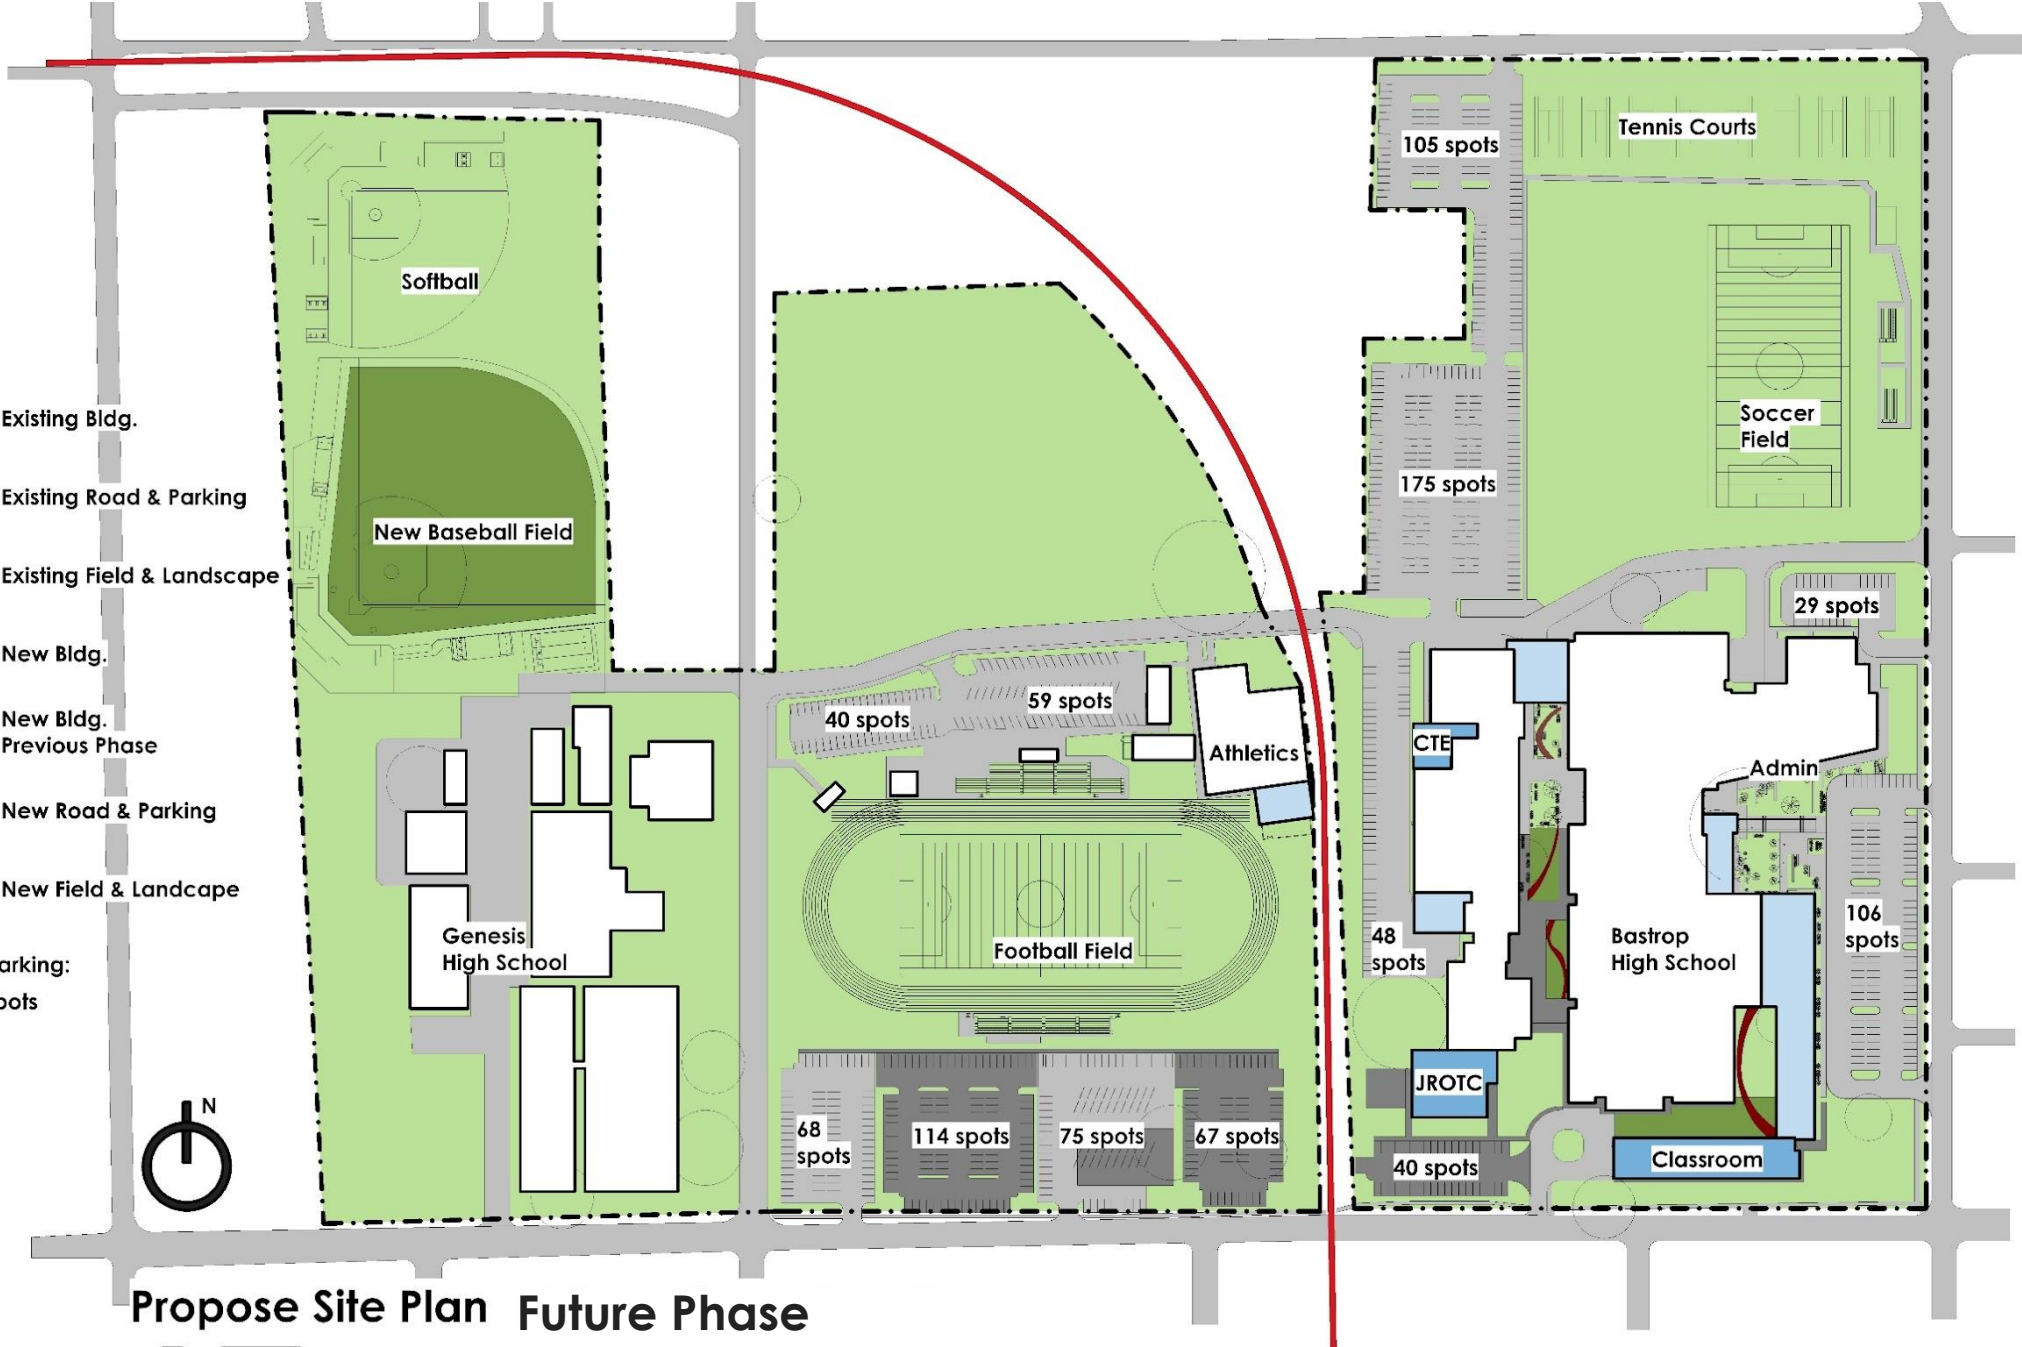 105 spots
Tennis Courts
Softball
Existing Bldg.
Soccer
Field
175 spots
Existing Road & Parking
New Baseball Field
Existing Field & Landscape
29 spots
New Bldg.
59 spots
40 spots
New Bldg.
Previous Phase
CTE
Athletics
Admin
New Road & Parking
New Field & Landcape
106
spots
48
spots
Genesis
High School
Football Field
Bastrop
High School
arking:
pots
JROTC
N
68
spots
114 spots
75 spots
67 spots
40 spots
Classroom
Propose Site Plan Future Phase